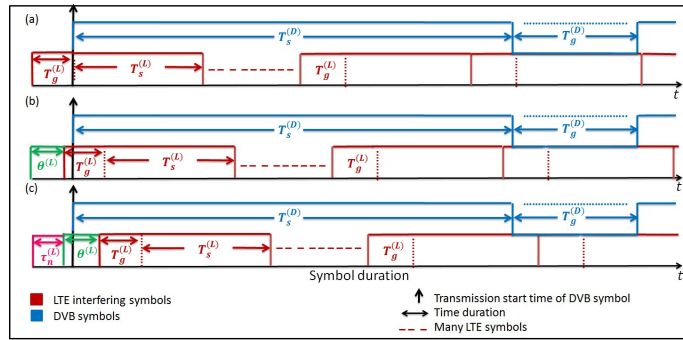 (a)
T_s^(D)
T_g^(D)
T_g^(L)
T_s^(L)
T_g^(L)
t
(b)
T_s^(D)
T_g^(D)
θ^(L)
T_g^(L)
T_s^(L)
T_g^(L)
t
(c)
T_s^(D)
T_g^(D)
τ_n^(L)
θ^(L)
T_g^(L)
T_s^(L)
T_g^(L)
t
Symbol duration
LTE interfering symbols
DVB symbols
Transmission start time of DVB symbol
Time duration
Many LTE symbols